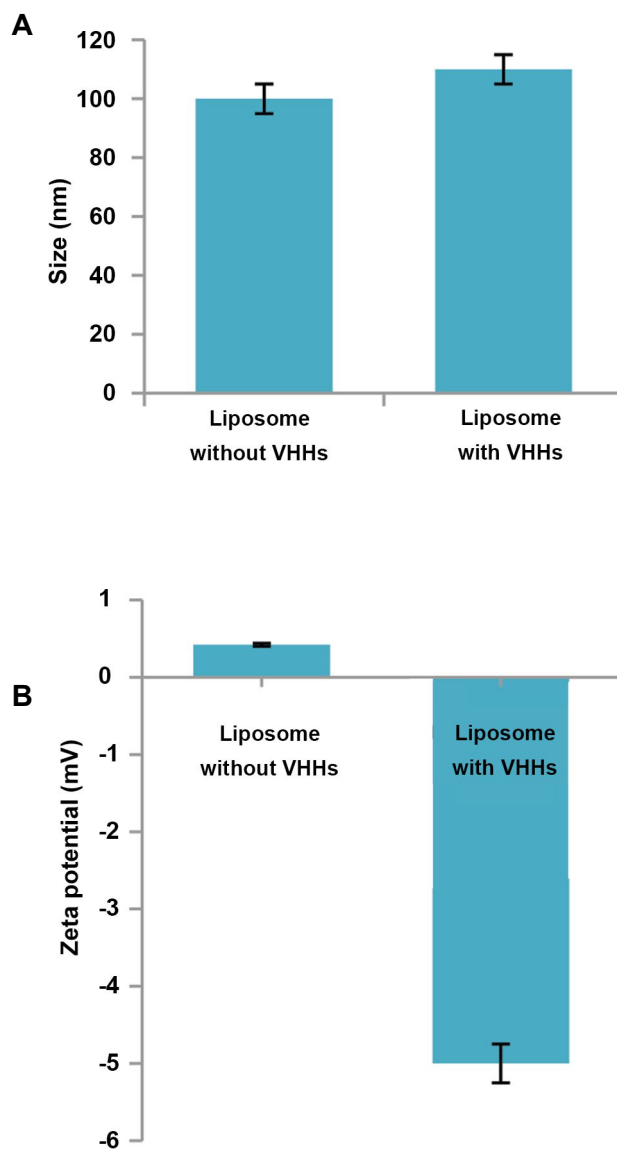 A
120
100
80
60
40
20
0
Size (nm)
Liposome
without VHHs
Liposome
with VHHs
B
1
0
-1
-2
-3
-4
-5
-6
Zeta potential (mV)
Liposome
without VHHs
Liposome
with VHHs